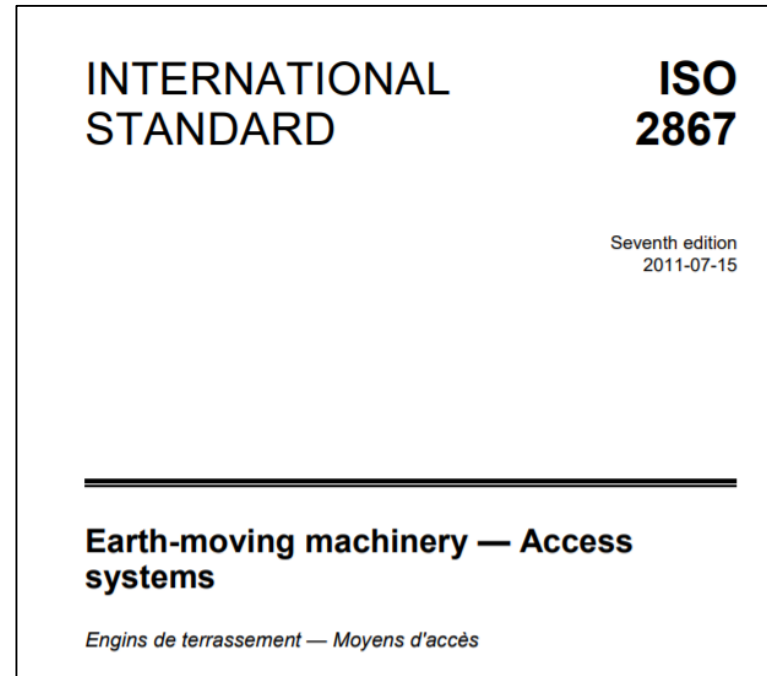 INTERNATIONAL
STANDARD
ISO
2867
Seventh edition
2011-07-15
Earth-moving machinery — Access
systems
Engins de terrassement — Moyens d'accès